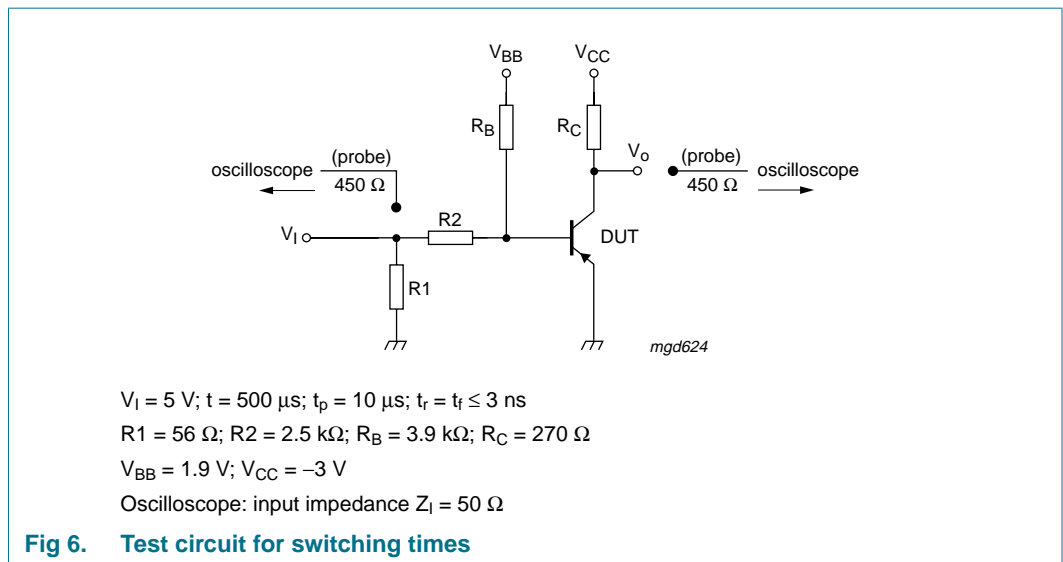 V_BB
V_CC
R_B
R_C
V_o
(probe)
oscilloscope
450 Ω
(probe)
oscilloscope
450 Ω
R2
V_I
DUT
R1
mgd624
V_I = 5 V; t = 500 μs; t_p = 10 μs; t_r = t_f ≤ 3 ns
R1 = 56 Ω; R2 = 2.5 kΩ; R_B = 3.9 kΩ; R_C = 270 Ω
V_BB = 1.9 V; V_CC = −3 V
Oscilloscope: input impedance Z_I = 50 Ω
Fig 6. Test circuit for switching times